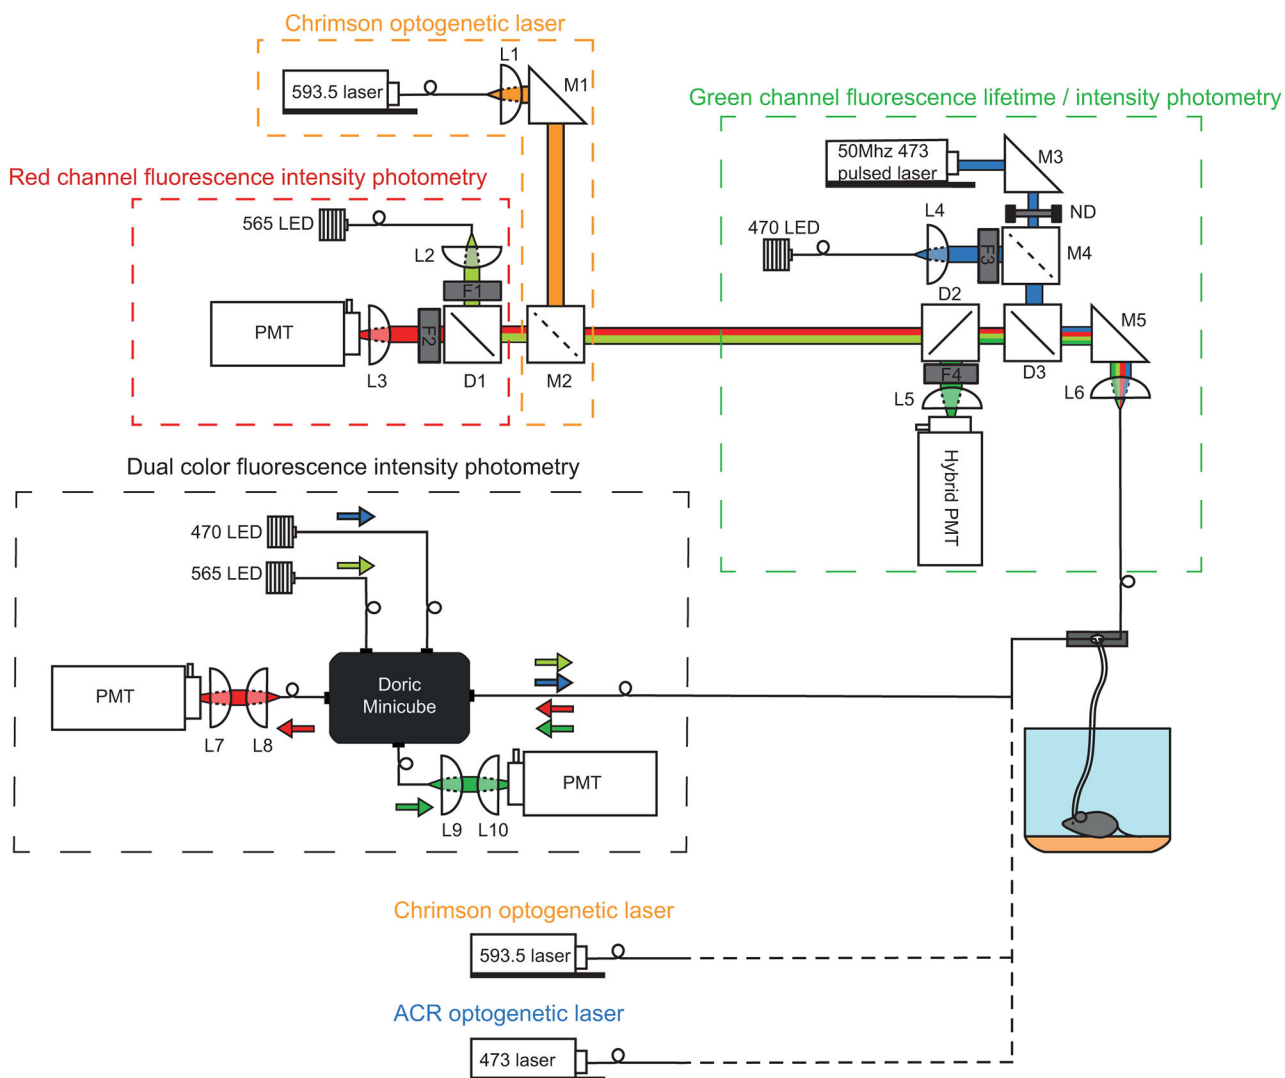 Chrimson optogenetic laser
L1
M1
593.5 laser
Green channel fluorescence lifetime / intensity photometry
50Mhz 473
pulsed laser
M3
Red channel fluorescence intensity photometry
565 LED
L4
ND
470 LED
F3
M4
L2
F1
D2
PMT
F2
M5
L3
D1
M2
F4
D3
L5
L6
Hybrid PMT
Dual color fluorescence intensity photometry
470 LED
565 LED
PMT
Doric
Minicube
L7
L8
PMT
L9
L10
Chrimson optogenetic laser
593.5 laser
ACR optogenetic laser
473 laser